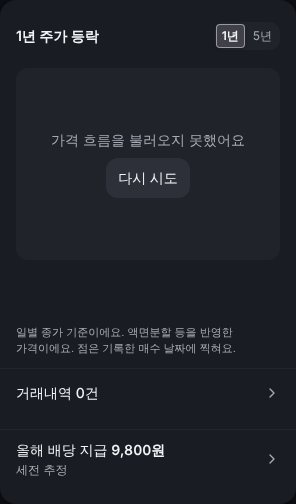 1년 주가 등락
1년 5년
가격 흐름을 불러오지 못했어요
다시 시도
일별 종가 기준이에요. 액면분할 등을 반영한
가격이에요. 점은 기록한 매수 날짜에 찍혀요.
거래내역 0건
올해 배당 지급 9,800원
세전 추정